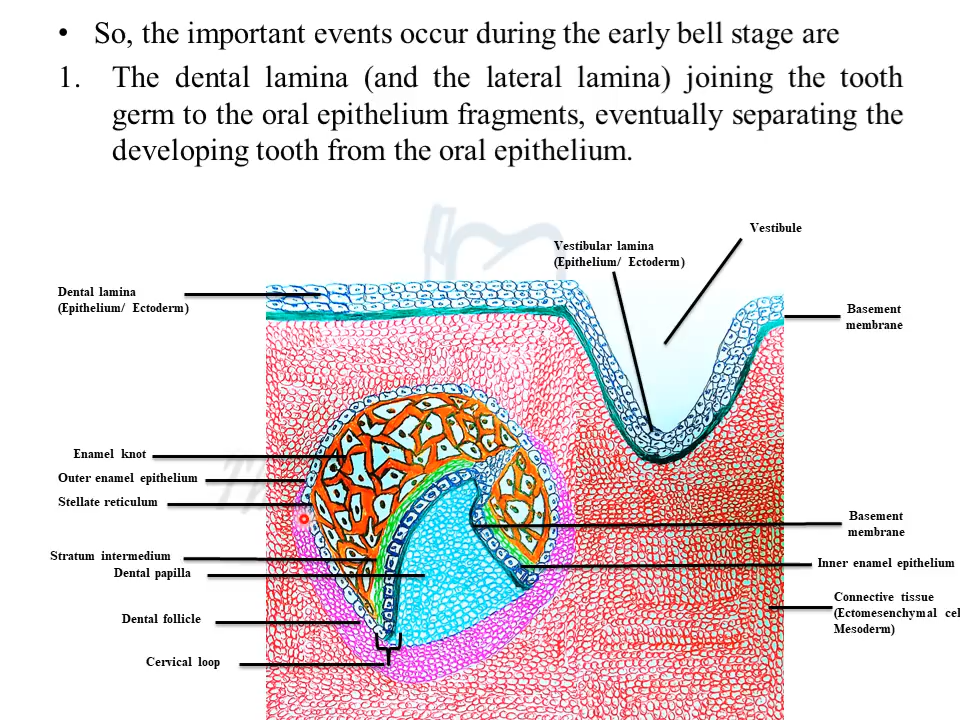 • So, the important events occur during the early bell stage are
1. The dental lamina (and the lateral lamina) joining the tooth
germ to the oral epithelium fragments, eventually separating the
developing tooth from the oral epithelium.
Vestibule
Vestibular lamina
(Epithelium/ Ectoderm)
Dental lamina
(Epithelium/ Ectoderm)
Basement
membrane
Enamel knot
Outer enamel epithelium
Stellate reticulum
Basement
membrane
Stratum intermedium
Inner enamel epithelium
Dental papilla
Connective tissue
(Ectomesenchymal cel
Mesoderm)
Dental follicle
Cervical loop